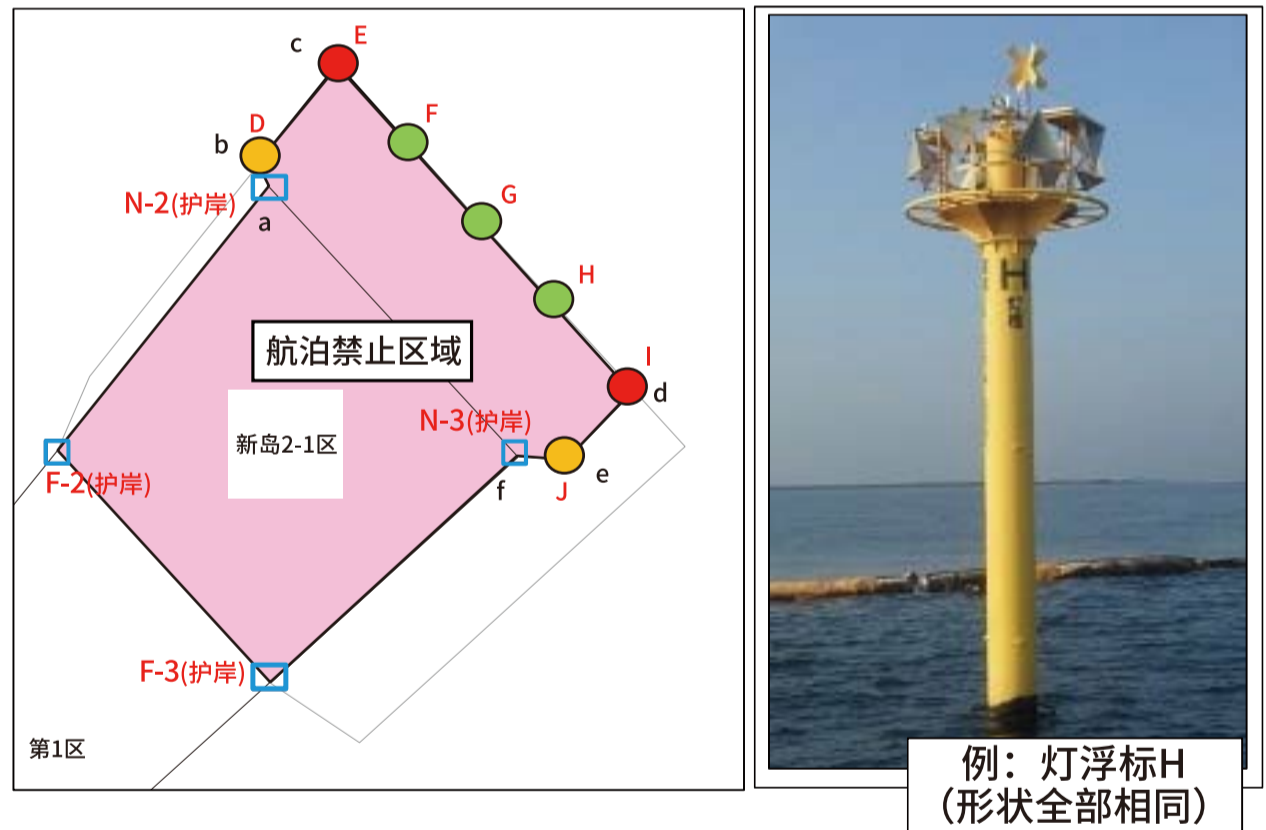 E
c
F
D
b
G
N-2(护岸)
a
H
航泊禁止区域
I
d
N-3(护岸)
新岛2-1区
F-2(护岸)
e
f
J
F-3(护岸)
第1区
H
例：灯浮标H
（形状全部相同）